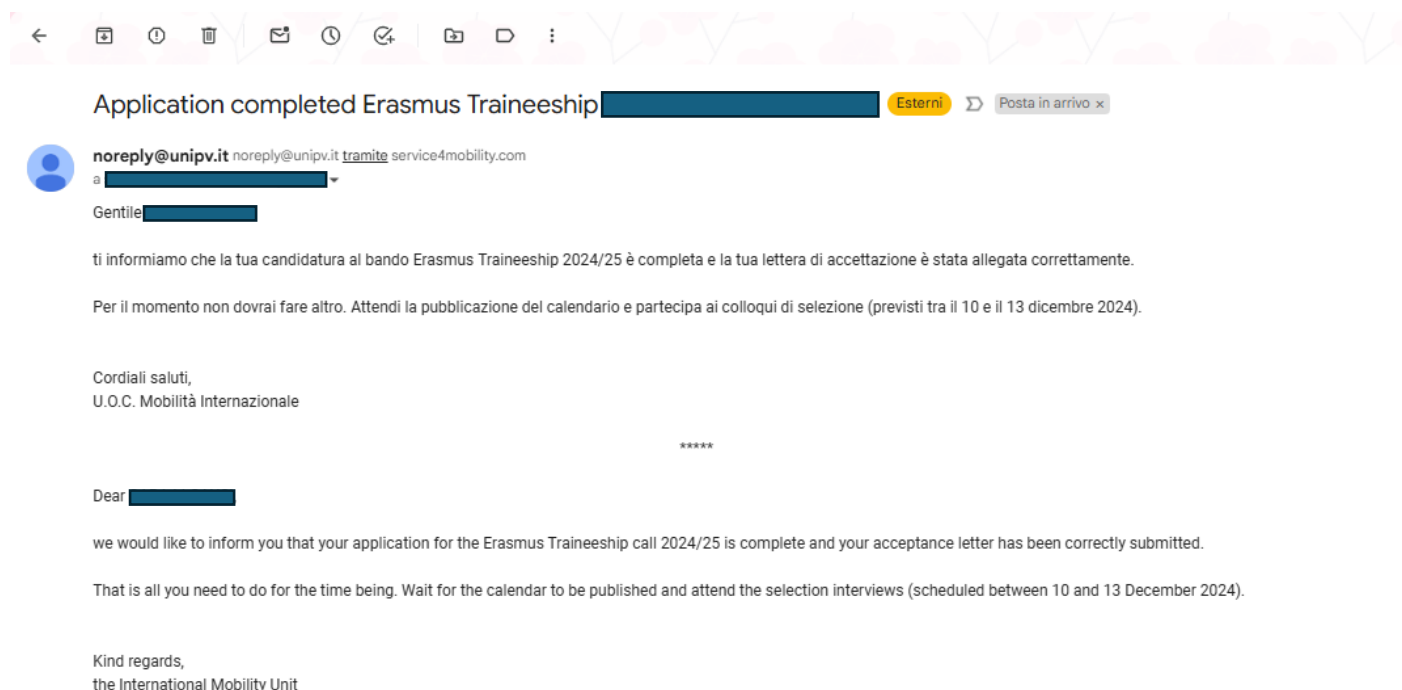 Application completed Erasmus Traineeship Esterni Posta in arrivo ×
noreply@unipv.it noreply@unipv.it tramite service4mobility.com
a
Gentile
ti informiamo che la tua candidatura al bando Erasmus Traineeship 2024/25 è completa e la tua lettera di accettazione è stata allegata correttamente.
Per il momento non dovrai fare altro. Attendi la pubblicazione del calendario e partecipa ai colloqui di selezione (previsti tra il 10 e il 13 dicembre 2024).
Cordiali saluti,
U.O.C. Mobilità Internazionale
*****
Dear
we would like to inform you that your application for the Erasmus Traineeship call 2024/25 is complete and your acceptance letter has been correctly submitted.
That is all you need to do for the time being. Wait for the calendar to be published and attend the selection interviews (scheduled between 10 and 13 December 2024).
Kind regards,
the International Mobility Unit